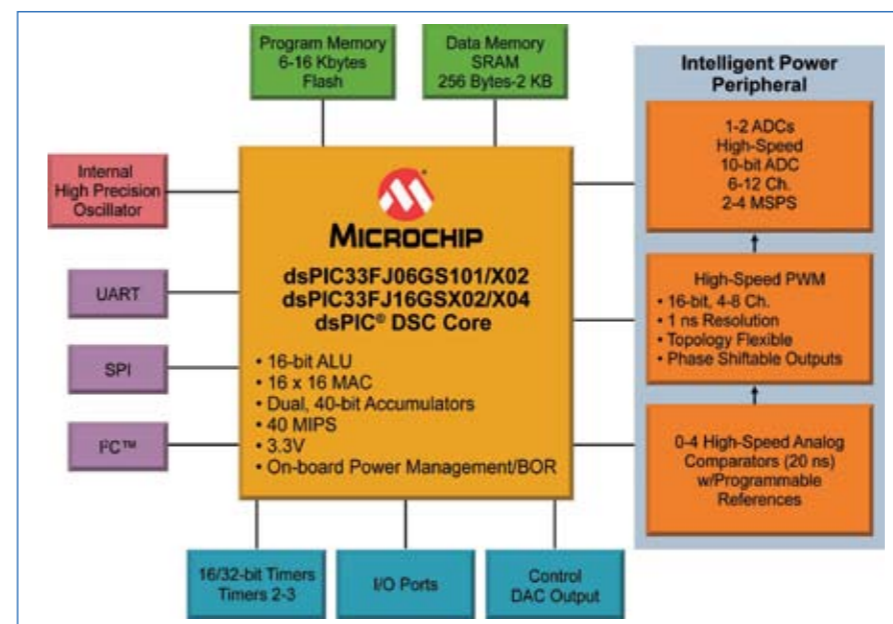 Program Memory
6-16 Kbytes
Flash
Data Memory
SRAM
256 Bytes-2 KB
Intelligent Power
Peripheral
Internal
High Precision
Oscillator
UART
SPI
I²C™
MICROCHIP
dsPIC33FJ06GS101/X02
dsPIC33FJ16GSX02/X04
dsPIC® DSC Core
• 16-bit ALU
• 16 x 16 MAC
• Dual, 40-bit Accumulators
• 40 MIPS
• 3.3V
• On-board Power Management/BOR
1-2 ADCs
High-Speed
10-bit ADC
6-12 Ch.
2-4 MSPS
High-Speed PWM
• 16-bit, 4-8 Ch.
• 1 ns Resolution
• Topology Flexible
• Phase Shiftable Outputs
0-4 High-Speed Analog
Comparators (20 ns)
w/Programmable
References
16/32-bit Timers
Timers 2-3
I/O Ports
Control
DAC Output